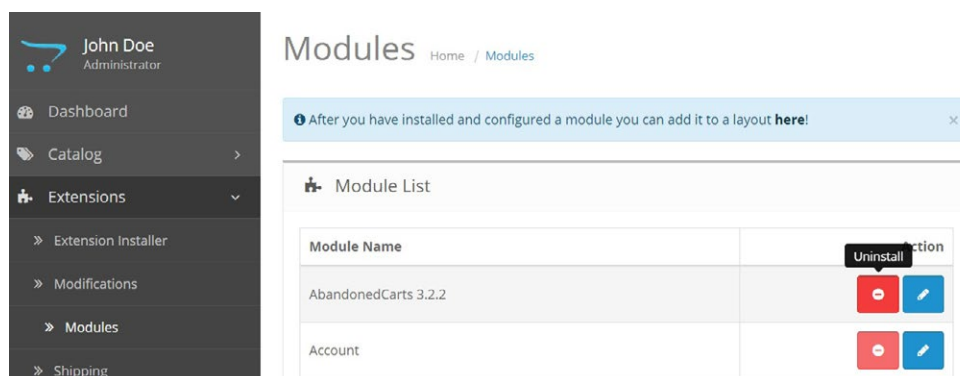 John Doe
Administrator
Dashboard
Catalog
Extensions
Extension Installer
Modifications
Modules
Shipping
Modules Home / Modules
After you have installed and configured a module you can add it to a layout here!
Module List
Module Name Action
Uninstall
AbandonedCarts 3.2.2
Account